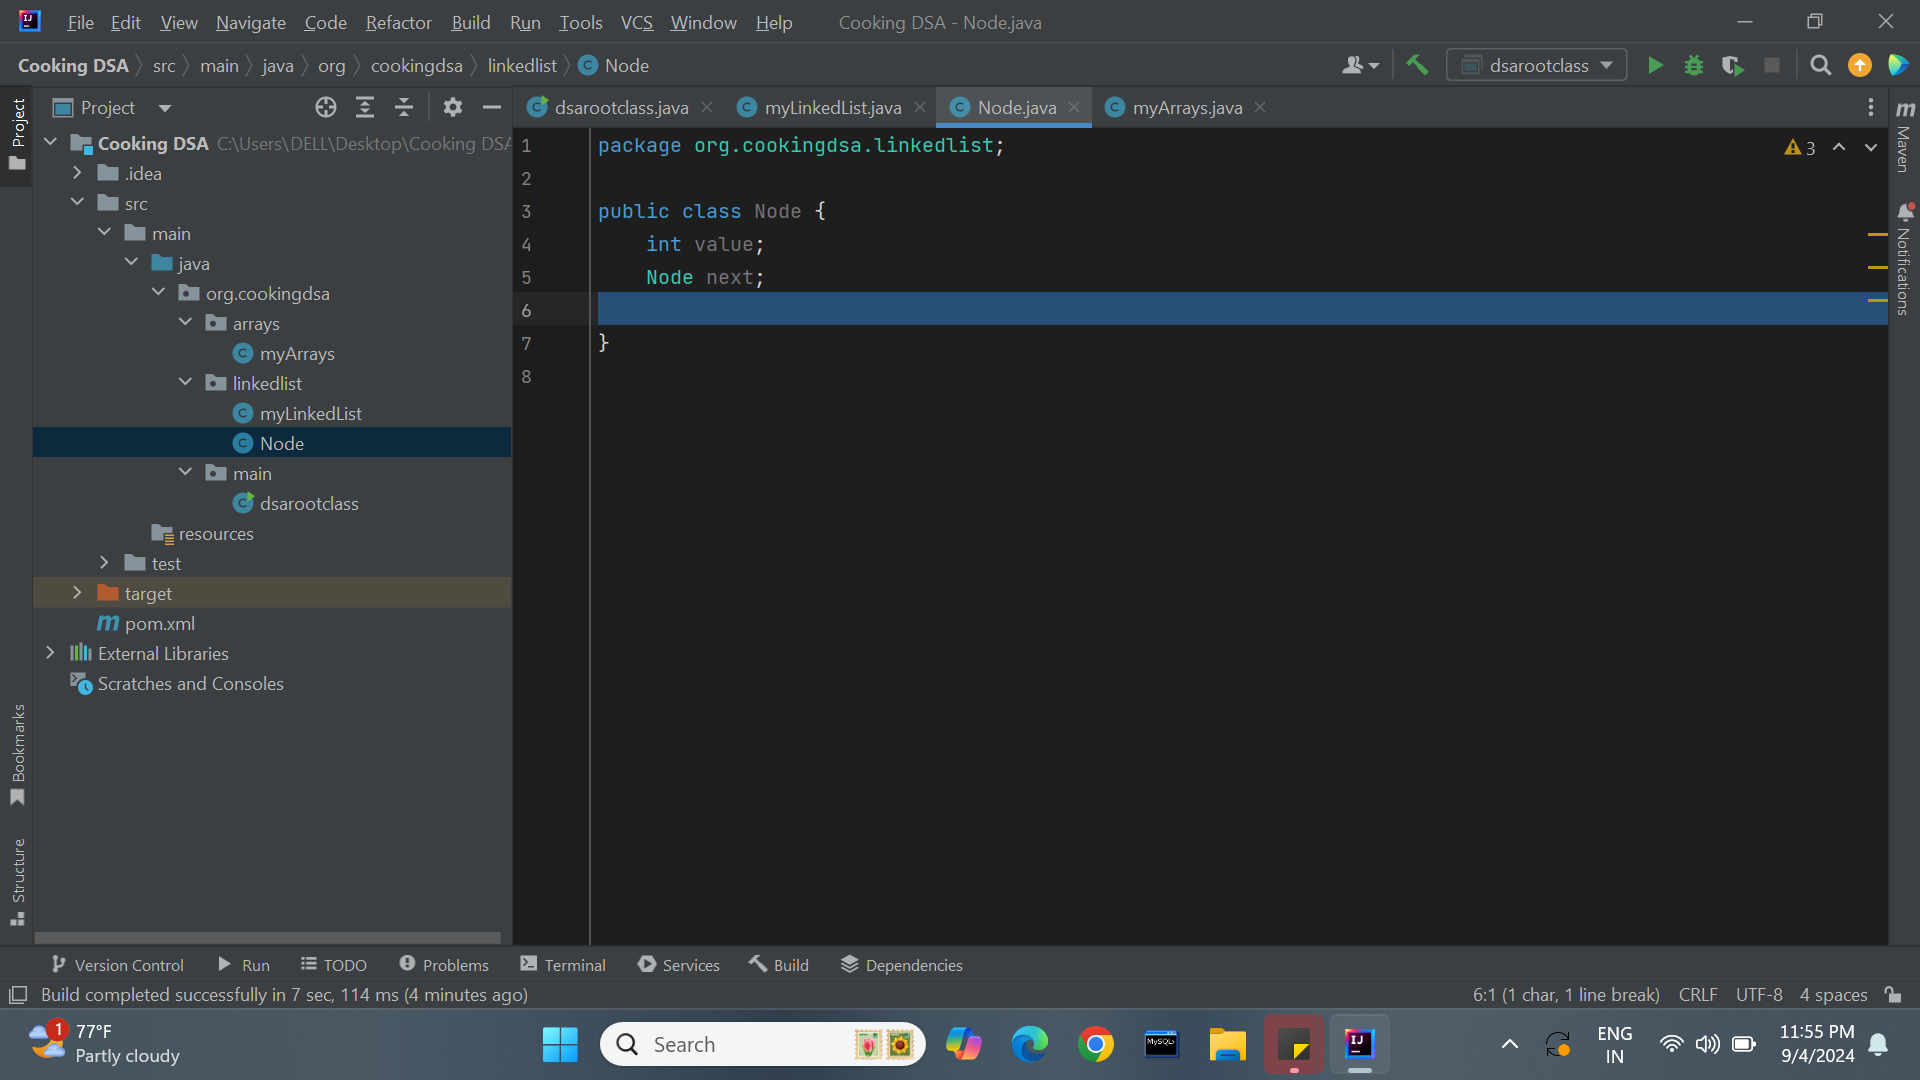 File Edit View Navigate Code Refactor Build Run Tools VCS Window Help Cooking DSA - Node.java
Cooking DSA src main java org cookingdsa linkedlist Node dsarootclass
Project
Project
dsarootclass.java myLinkedList.java Node.java myArrays.java
Cooking DSA C:\Users\DELL\Desktop\Cooking DSA
.idea
src
main
java
org.cookingdsa
arrays
myArrays
linkedlist
myLinkedList
Node
main
dsarootclass
resources
test
target
pom.xml
External Libraries
Scratches and Consoles
Bookmarks
Structure
1 package org.cookingdsa.linkedlist;
2
3 public class Node {
4 int value;
5 Node next;
6
7 }
8
3
Maven
Notifications
Version Control Run TODO Problems Terminal Services Build Dependencies
Build completed successfully in 7 sec, 114 ms (4 minutes ago) 6:1 (1 char, 1 line break) CRLF UTF-8 4 spaces
1 77°F
Partly cloudy
Search
MySQL
ENG
IN
11:55 PM
9/4/2024